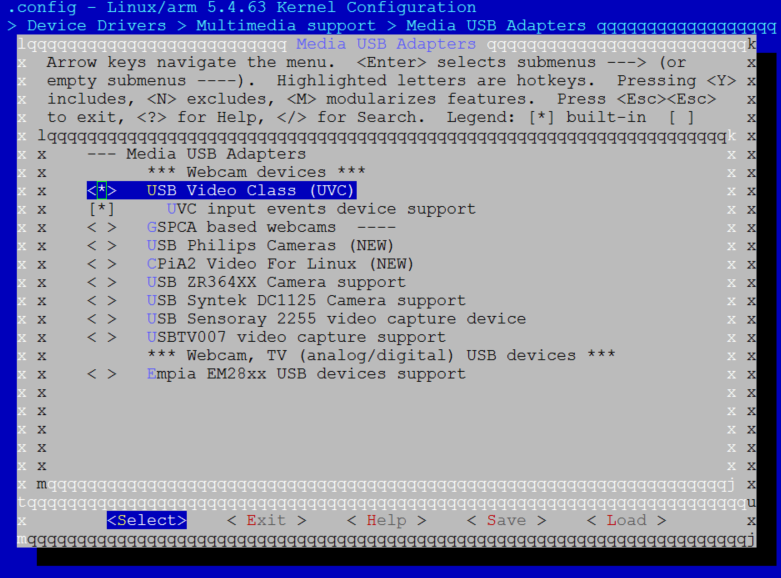 .config - Linux/arm 5.4.63 Kernel Configuration
> Device Drivers > Multimedia support > Media USB Adapters qqqqqqqqqqqqqqqqqq
lqqqqqqqqqqqqqqqqqqqqqqqqqq Media USB Adapters qqqqqqqqqqqqqqqqqqqqqqqqqqk
x Arrow keys navigate the menu. <Enter> selects submenus ---> (or x
x empty submenus ----). Highlighted letters are hotkeys. Pressing <Y> x
x includes, <N> excludes, <M> modularizes features. Press <Esc><Esc> x
x to exit, <?> for Help, </> for Search. Legend: [*] built-in [ ] x
x lqqqqqqqqqqqqqqqqqqqqqqqqqqqqqqqqqqqqqqqqqqqqqqqqqqqqqqqqqqqqqqqqqqqqk x
x x --- Media USB Adapters x x
x x *** Webcam devices *** x x
x x <*> USB Video Class (UVC) x x
x x [*] UVC input events device support x x
x x < > GSPCA based webcams ---- x x
x x < > USB Philips Cameras (NEW) x x
x x < > CPiA2 Video For Linux (NEW) x x
x x < > USB ZR364XX Camera support x x
x x < > USB Syntek DC1125 Camera support x x
x x < > USB Sensoray 2255 video capture device x x
x x < > USBTV007 video capture support x x
x x *** Webcam, TV (analog/digital) USB devices *** x x
x x < > Empia EM28xx USB devices support x x
x x x x
x x x x
x x x x
x x x x
x x x x
x mqqqqqqqqqqqqqqqqqqqqqqqqqqqqqqqqqqqqqqqqqqqqqqqqqqqqqqqqqqqqqqqqqqqqj x
tqqqqqqqqqqqqqqqqqqqqqqqqqqqqqqqqqqqqqqqqqqqqqqqqqqqqqqqqqqqqqqqqqqqqqqqqu
x <Select> < Exit > < Help > < Save > < Load > x
mqqqqqqqqqqqqqqqqqqqqqqqqqqqqqqqqqqqqqqqqqqqqqqqqqqqqqqqqqqqqqqqqqqqqqqqqj